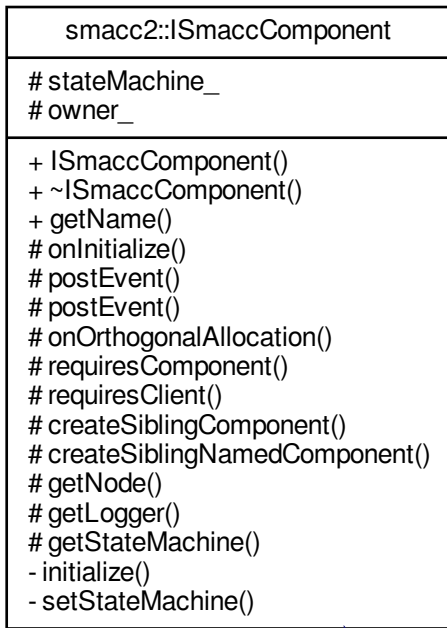 smacc2::ISmaccComponent
# stateMachine_
# owner_
+ ISmaccComponent()
+ ~ISmaccComponent()
+ getName()
# onInitialize()
# postEvent()
# postEvent()
# onOrthogonalAllocation()
# requiresComponent()
# requiresClient()
# createSiblingComponent()
# createSiblingNamedComponent()
# getNode()
# getLogger()
# getStateMachine()
- initialize()
- setStateMachine()